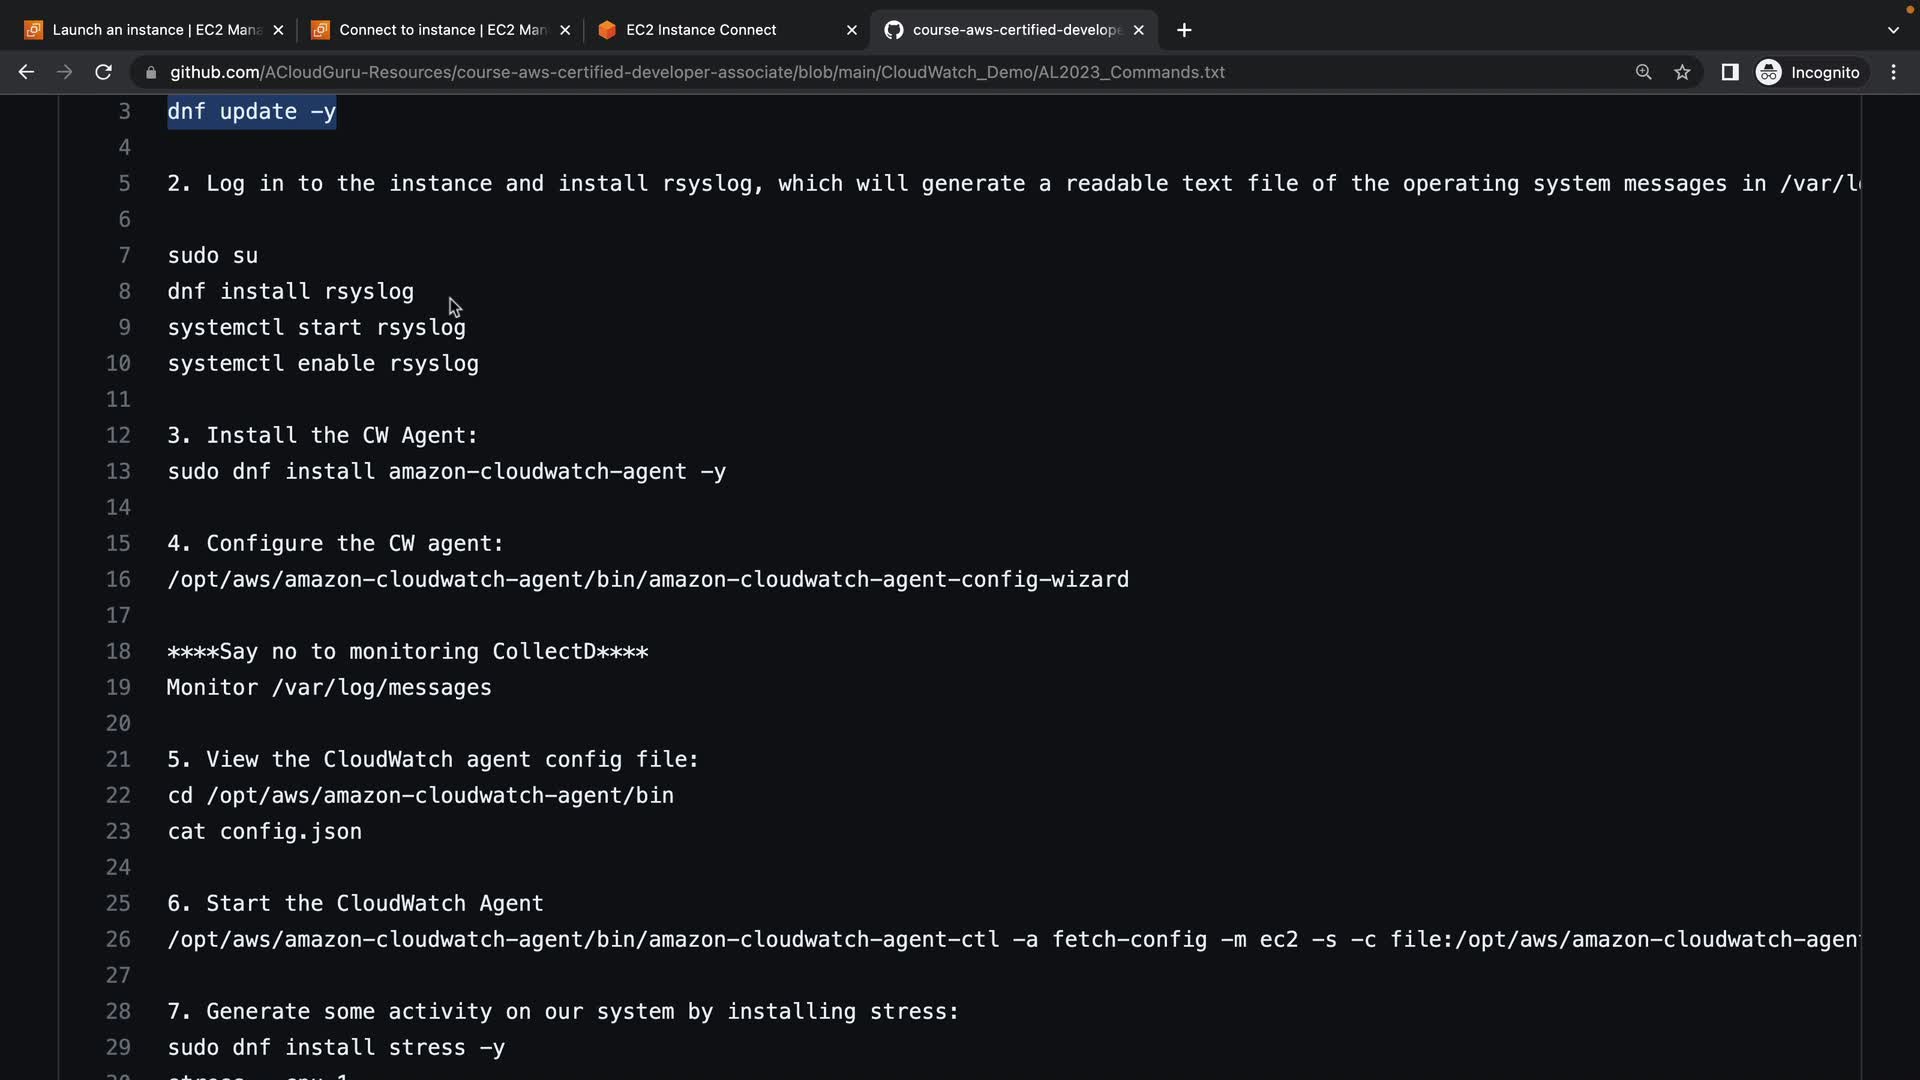 Launch an instance | EC2 Mana
Connect to instance | EC2 Man
EC2 Instance Connect
course-aws-certified-develope
github.com/ACloudGuru-Resources/course-aws-certified-developer-associate/blob/main/CloudWatch_Demo/AL2023_Commands.txt
Incognito
3 dnf update -y
4
5 2. Log in to the instance and install rsyslog, which will generate a readable text file of the operating system messages in /var/lo
6
7 sudo su
8 dnf install rsyslog
9 systemctl start rsyslog
10 systemctl enable rsyslog
11
12 3. Install the CW Agent:
13 sudo dnf install amazon-cloudwatch-agent -y
14
15 4. Configure the CW agent:
16 /opt/aws/amazon-cloudwatch-agent/bin/amazon-cloudwatch-agent-config-wizard
17
18 ****Say no to monitoring CollectD****
19 Monitor /var/log/messages
20
21 5. View the CloudWatch agent config file:
22 cd /opt/aws/amazon-cloudwatch-agent/bin
23 cat config.json
24
25 6. Start the CloudWatch Agent
26 /opt/aws/amazon-cloudwatch-agent/bin/amazon-cloudwatch-agent-ctl -a fetch-config -m ec2 -s -c file:/opt/aws/amazon-cloudwatch-agen
27
28 7. Generate some activity on our system by installing stress:
29 sudo dnf install stress -y